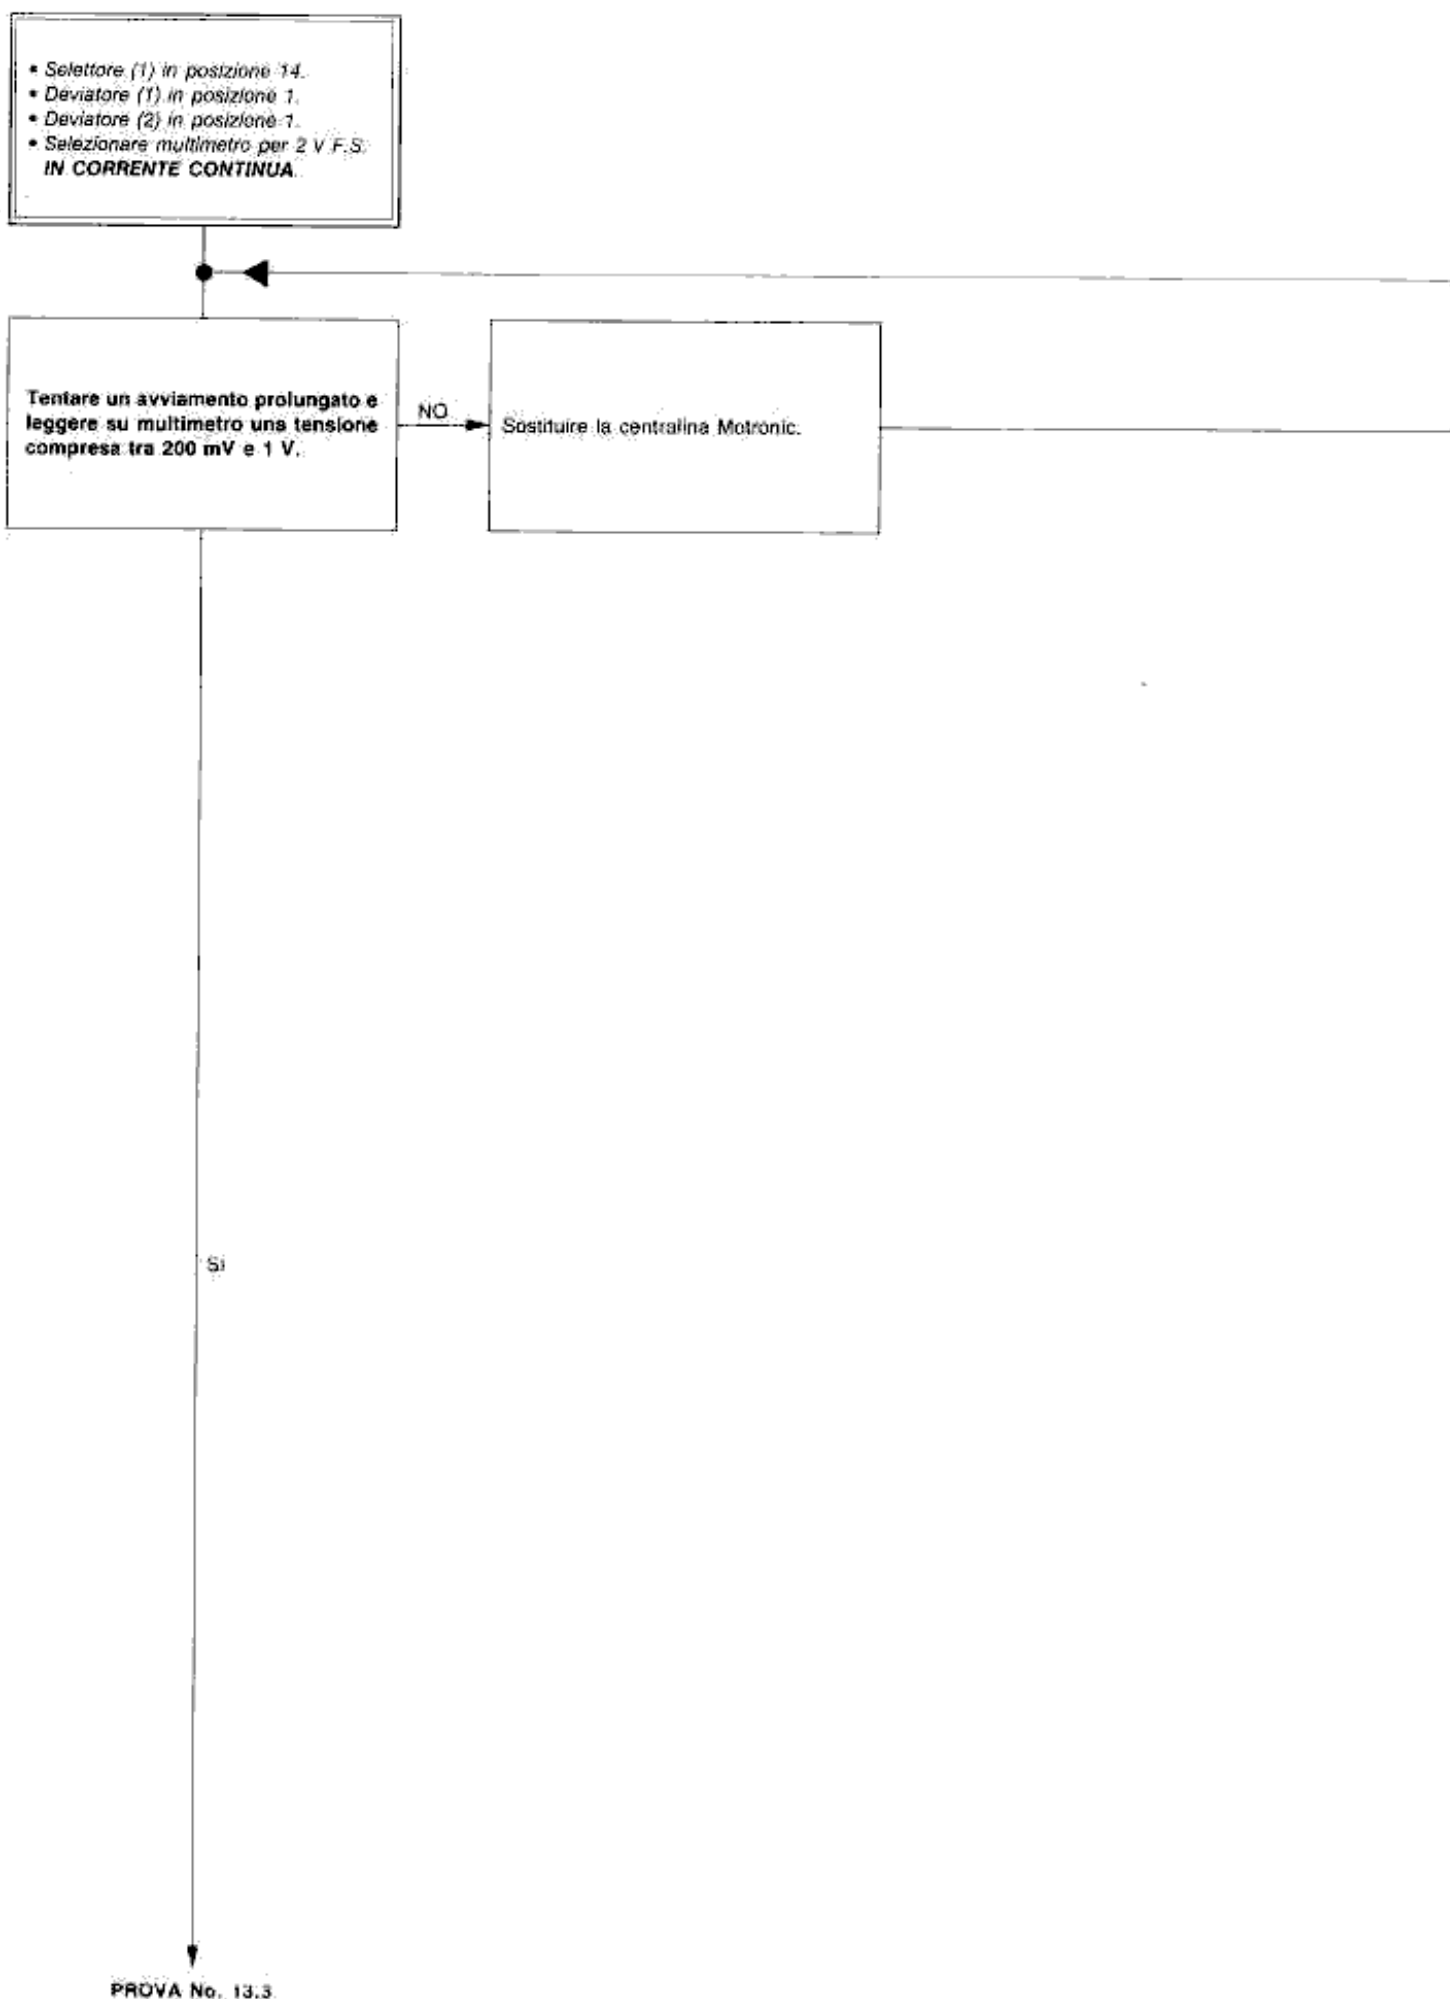 • Selettore (1) in posizione 14.
• Deviatore (1) in posizione 1.
• Deviatore (2) in posizione 1.
• Selezionare multimetro per 2 V F.S.
IN CORRENTE CONTINUA.
Tentare un avviamento prolungato e
leggere su multimetro una tensione
compresa tra 200 mV e 1 V.
NO
Sostituire la centralina Motronic.
Si
PROVA No. 13.3